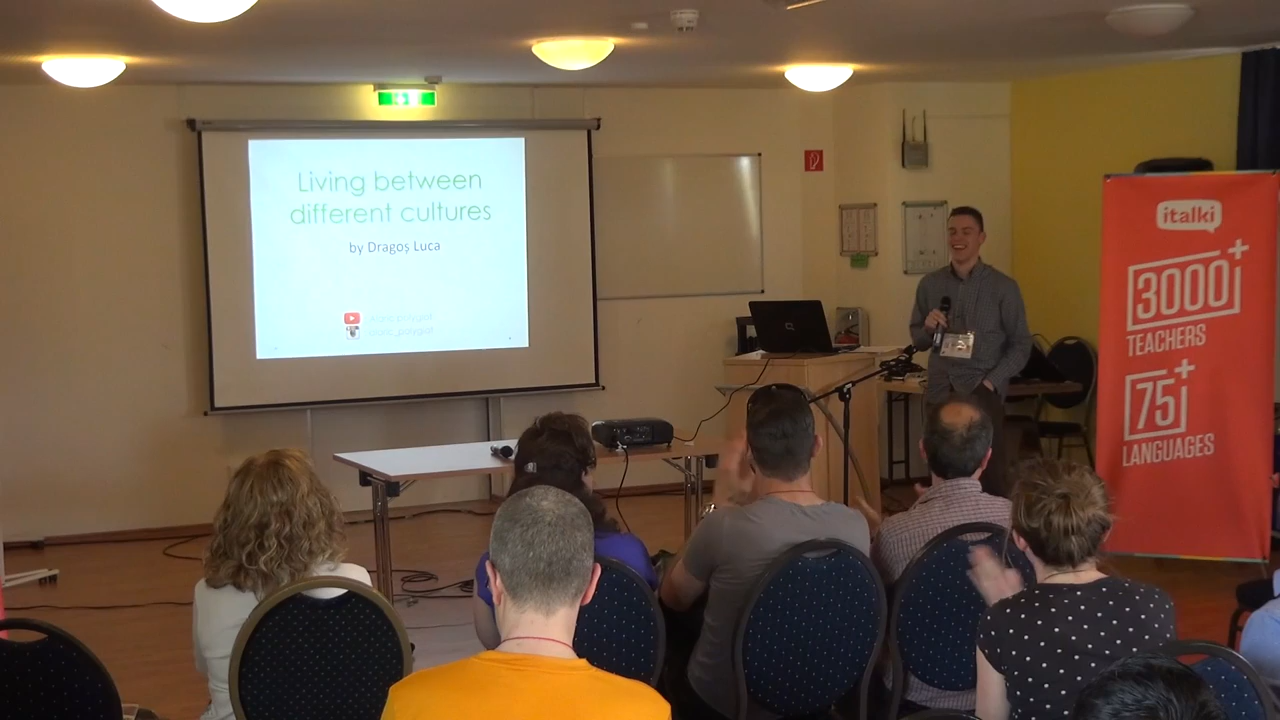 Living between
different cultures
by Dragoș Luca
italki
3000+
TEACHERS
75+
LANGUAGES